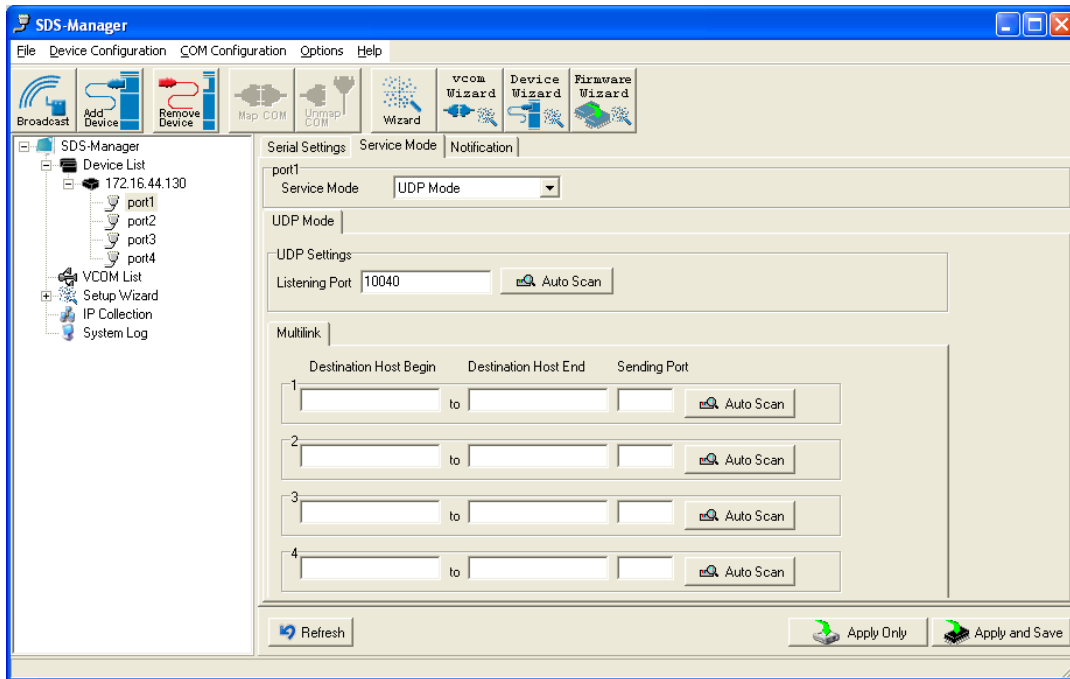 SDS-Manager
File Device Configuration COM Configuration Options Help
Broadcast
Add Device
Remove Device
Map COM
Unmap COM
Wizard
vcom Wizard
Device Wizard
Firmware Wizard
SDS-Manager
Device List
172.16.44.130
port1
port2
port3
port4
VCOM List
Setup Wizard
IP Collection
System Log
Serial Settings Service Mode Notification
port1
Service Mode UDP Mode
UDP Mode
UDP Settings
Listening Port 10040 Auto Scan
Multilink
Destination Host Begin Destination Host End Sending Port
1 to Auto Scan
2 to Auto Scan
3 to Auto Scan
4 to Auto Scan
Refresh Apply Only Apply and Save